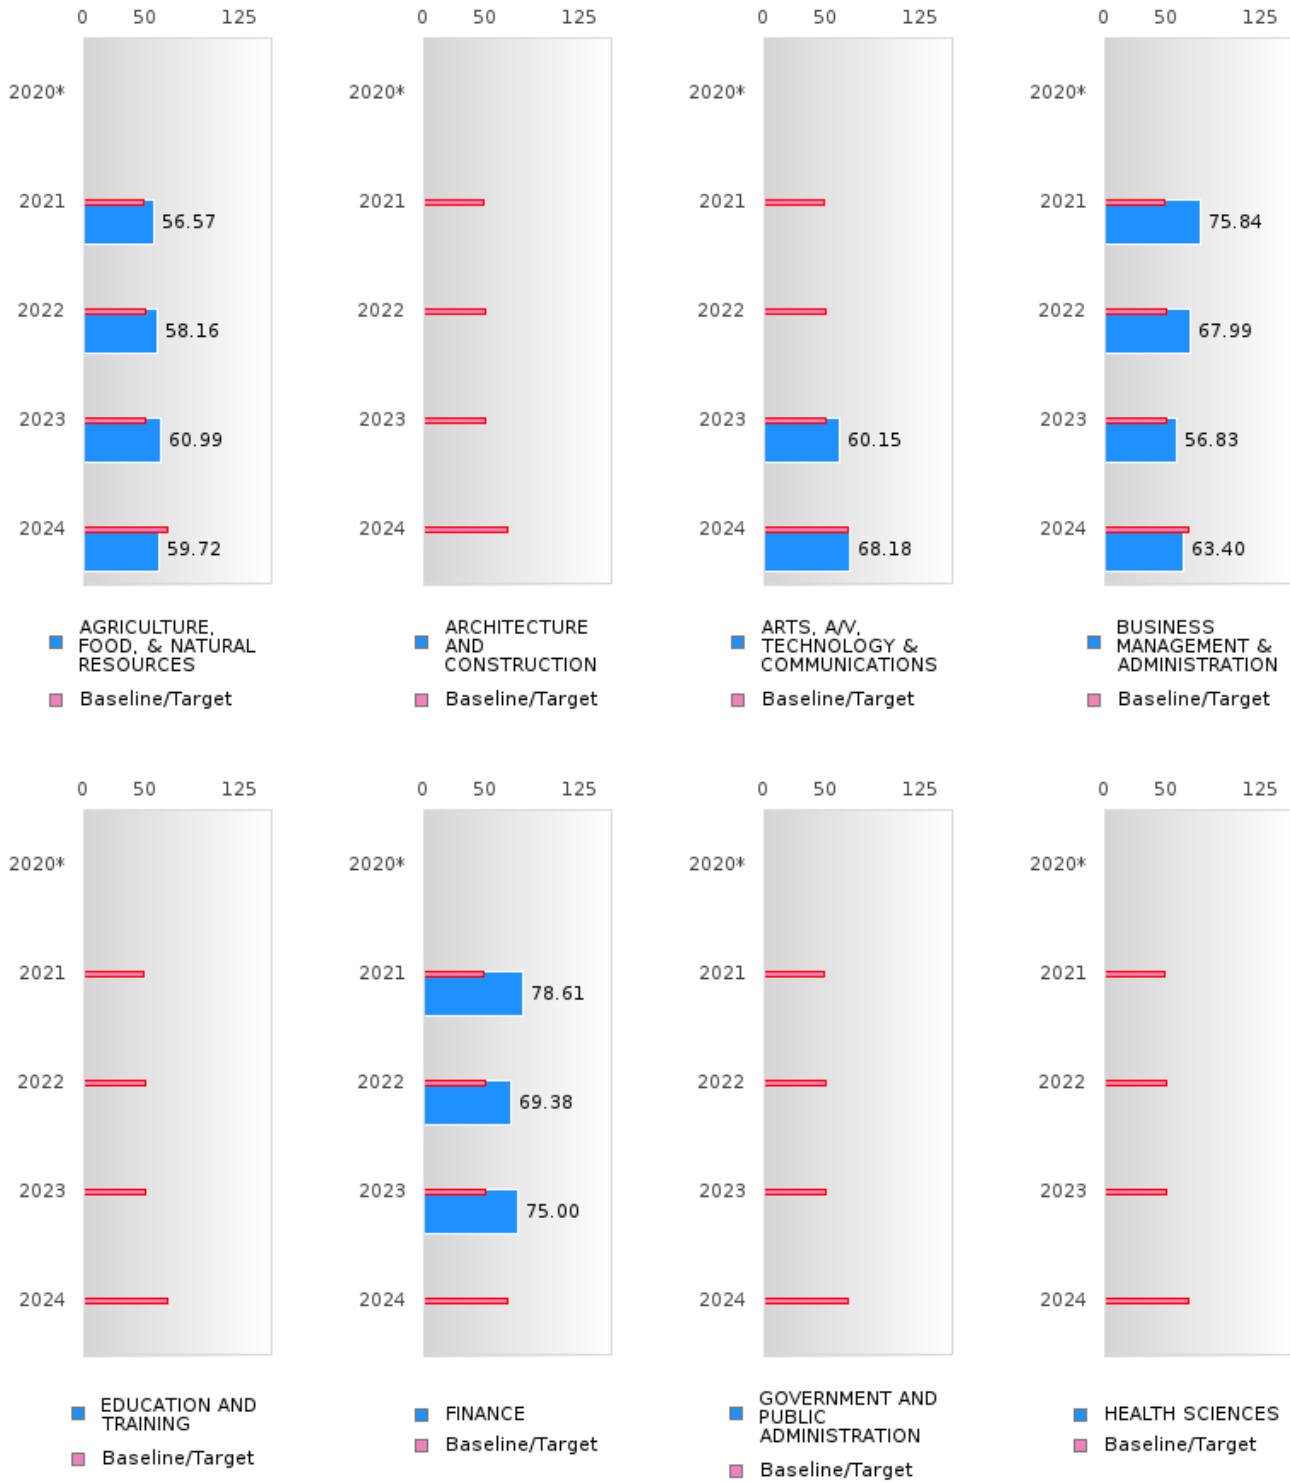 0 50 125 0 50 125 0 50 125 0 50 125
2020* 2020* 2020* 2020*
2021 2021 2021 2021
56.57 75.84
2022 2022 2022 2022
58.16 67.99
2023 2023 2023 2023
60.99 60.15 56.83
2024 2024 2024 2024
59.72 68.18 63.40
AGRICULTURE,
FOOD, & NATURAL
RESOURCES
Baseline/Target
ARCHITECTURE
AND
CONSTRUCTION
Baseline/Target
ARTS, A/V,
TECHNOLOGY &
COMMUNICATIONS
Baseline/Target
BUSINESS
MANAGEMENT &
ADMINISTRATION
Baseline/Target
0 50 125 0 50 125 0 50 125 0 50 125
2020* 2020* 2020* 2020*
2021 2021 2021 2021
78.61
2022 2022 2022 2022
69.38
2023 2023 2023 2023
75.00
2024 2024 2024 2024
EDUCATION AND
TRAINING
Baseline/Target
FINANCE
Baseline/Target
GOVERNMENT AND
PUBLIC
ADMINISTRATION
Baseline/Target
HEALTH SCIENCES
Baseline/Target